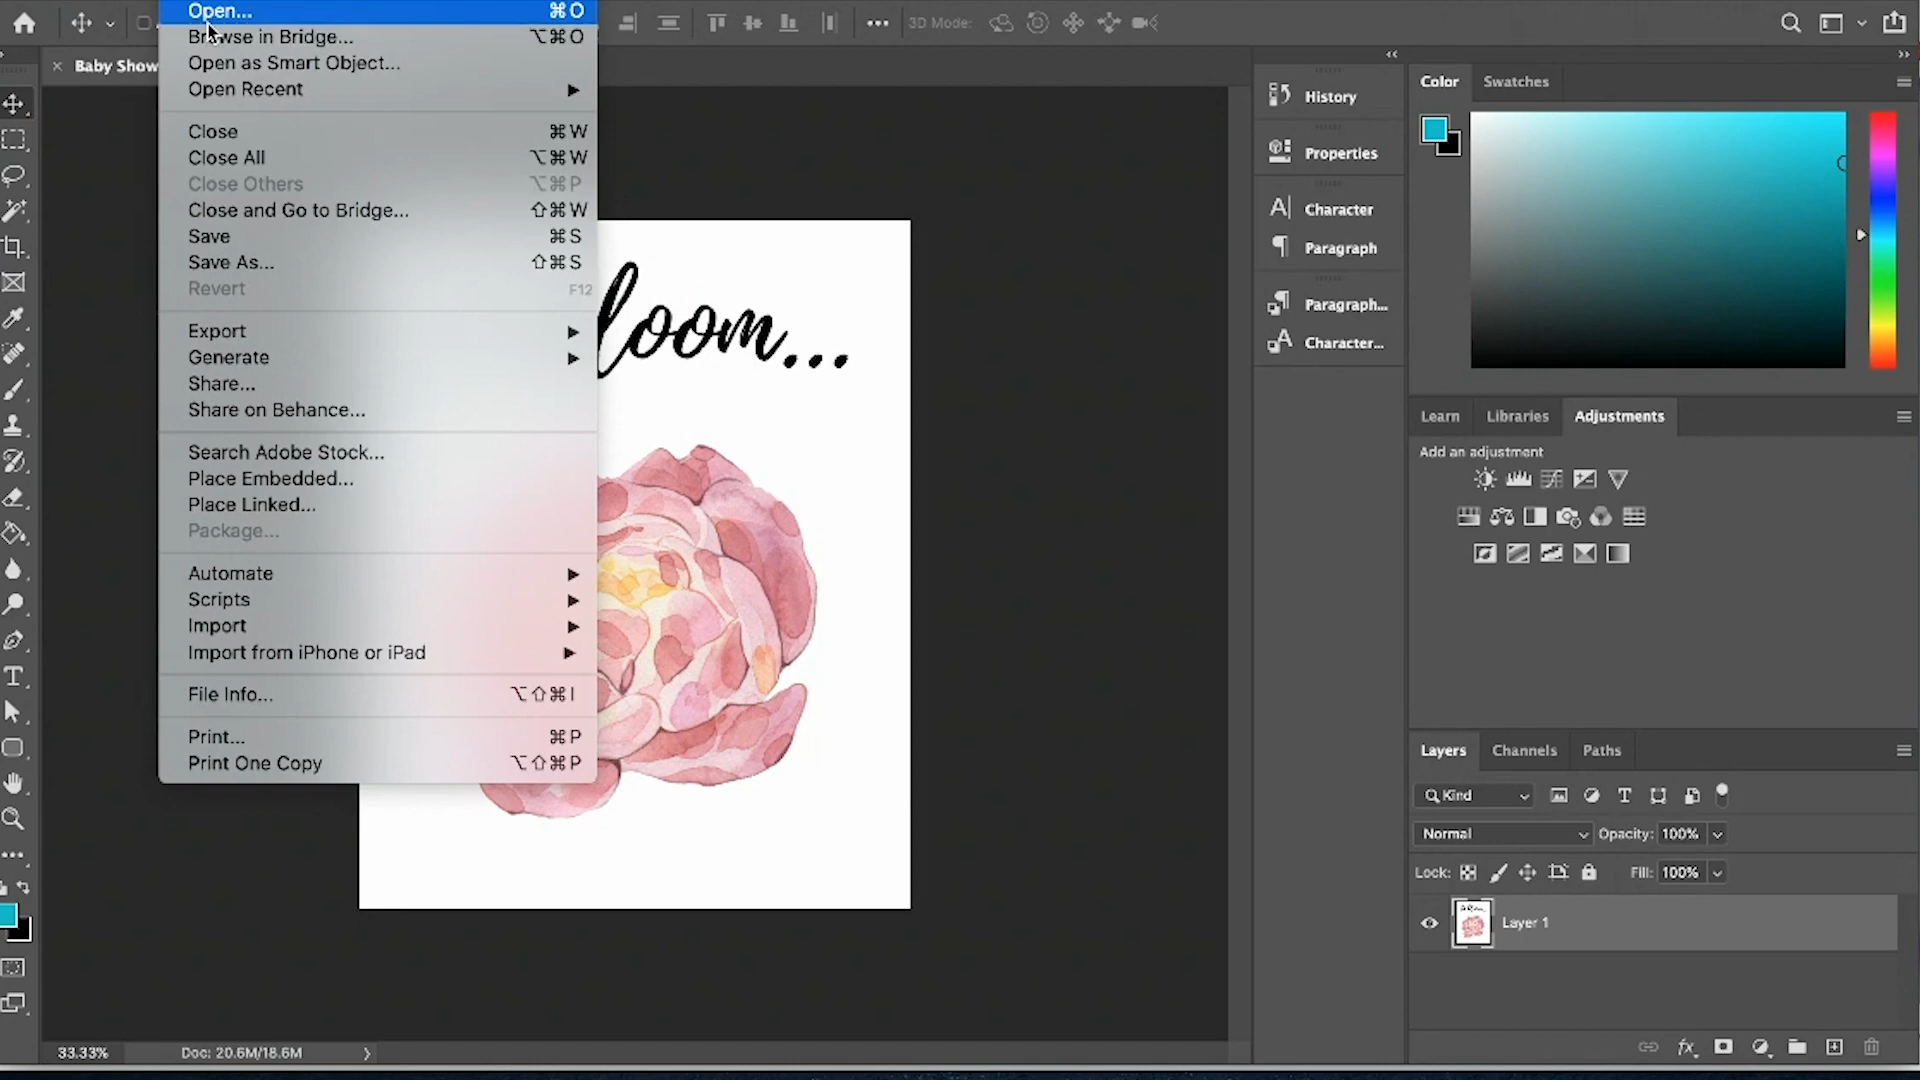 Open... ⌘O
3D Mode:
Browse in Bridge... ⌥⌘O
Open as Smart Object...
Open Recent
Baby Show
Close ⌘W
Close All ⌥⌘W
Close Others ⌥⌘P
Close and Go to Bridge... ⇧⌘W
Save ⌘S
Save As... ⇧⌘S
Revert F12
Export
Generate
Share...
Share on Behance...
Search Adobe Stock...
Place Embedded...
Place Linked...
Package...
Automate
Scripts
Import
Import from iPhone or iPad
File Info... ⌥⇧⌘I
Print... ⌘P
Print One Copy ⌥⇧⌘P
loom...
33.33% Doc: 20.6M/18.6M
History
Properties
Character
Paragraph
Paragraph...
Character...
Color Swatches
Learn Libraries Adjustments
Add an adjustment
Layers Channels Paths
Kind
Normal Opacity: 100%
Lock: Fill: 100%
Layer 1